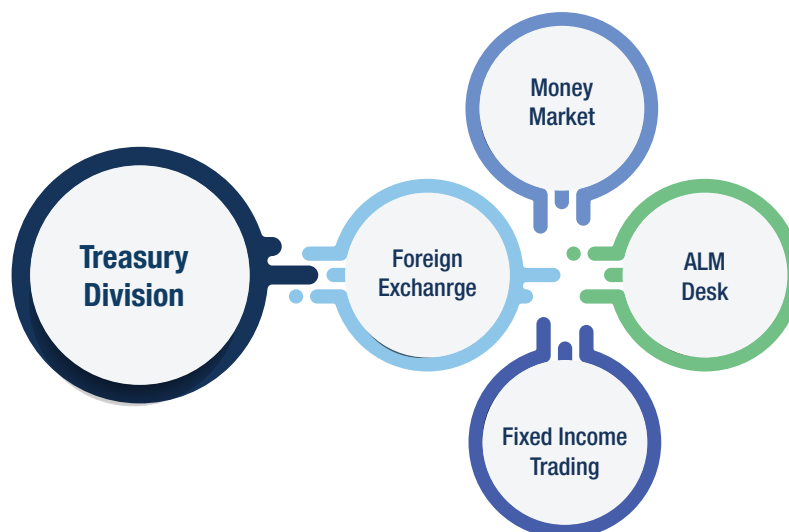 Treasury
Division
Foreign
Exchanrge
Money
Market
ALM
Desk
Fixed Income
Trading